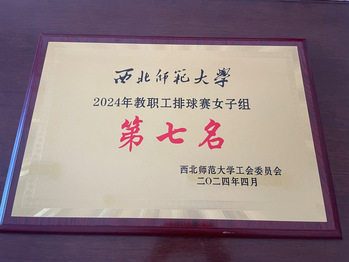 西北师范大学
2024年教职工排球赛女子组
第七名
西北师范大学工会委员会
二〇二四年四月